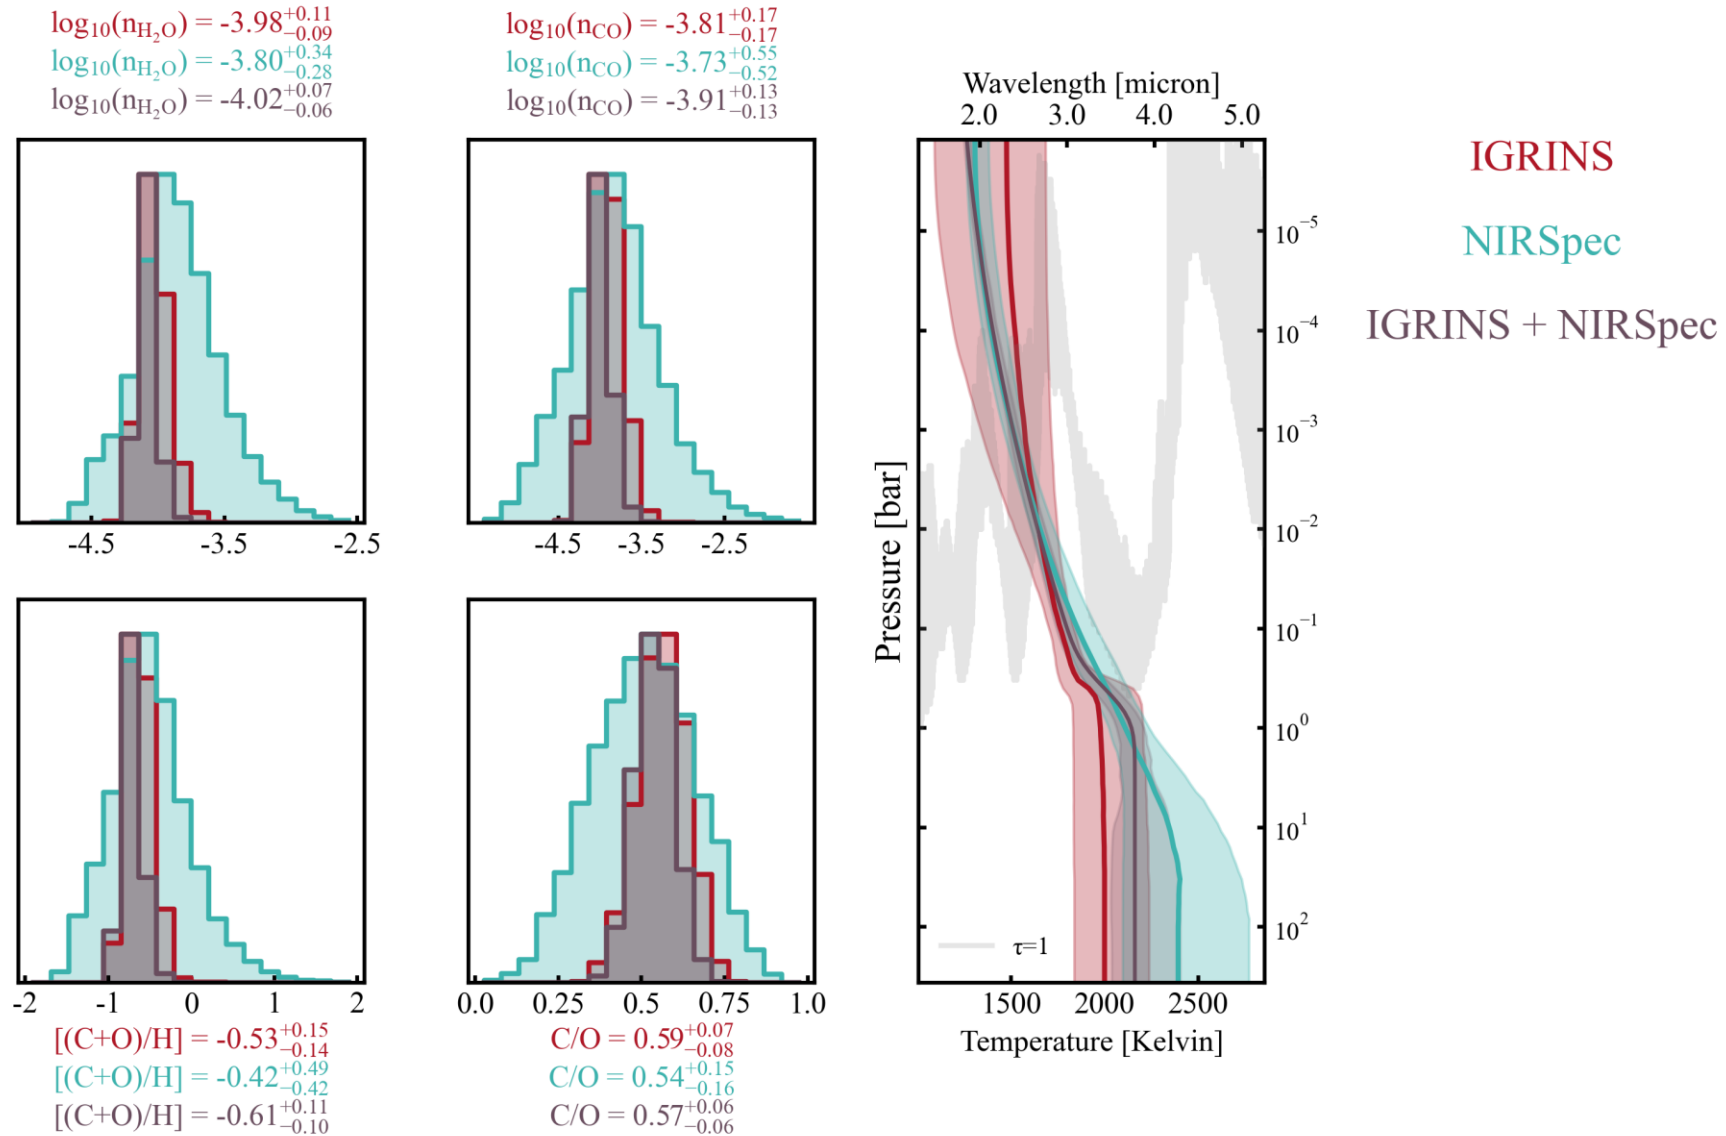 log₁₀(n_H₂O) = -3.98^{+0.11}_{−0.09}
log₁₀(n_H₂O) = -3.80^{+0.34}_{−0.28}
log₁₀(n_H₂O) = -4.02^{+0.07}_{−0.06}
-4.5 -3.5 -2.5
log₁₀(n_CO) = -3.81^{+0.17}_{−0.17}
log₁₀(n_CO) = -3.73^{+0.55}_{−0.52}
log₁₀(n_CO) = -3.91^{+0.13}_{−0.13}
-4.5 -3.5 -2.5
-2 -1 0 1 2
[(C+O)/H] = -0.53^{+0.15}_{−0.14}
[(C+O)/H] = -0.42^{+0.49}_{−0.42}
[(C+O)/H] = -0.61^{+0.11}_{−0.10}
0.0 0.25 0.5 0.75 1.0
C/O = 0.59^{+0.07}_{−0.08}
C/O = 0.54^{+0.15}_{−0.16}
C/O = 0.57^{+0.06}_{−0.06}
Wavelength [micron]
2.0 3.0 4.0 5.0
Pressure [bar]
10⁻⁵
10⁻⁴
10⁻³
10⁻²
10⁻¹
10⁰
10¹
10²
τ=1
1500 2000 2500
Temperature [Kelvin]
IGRINS
NIRSpec
IGRINS + NIRSpec